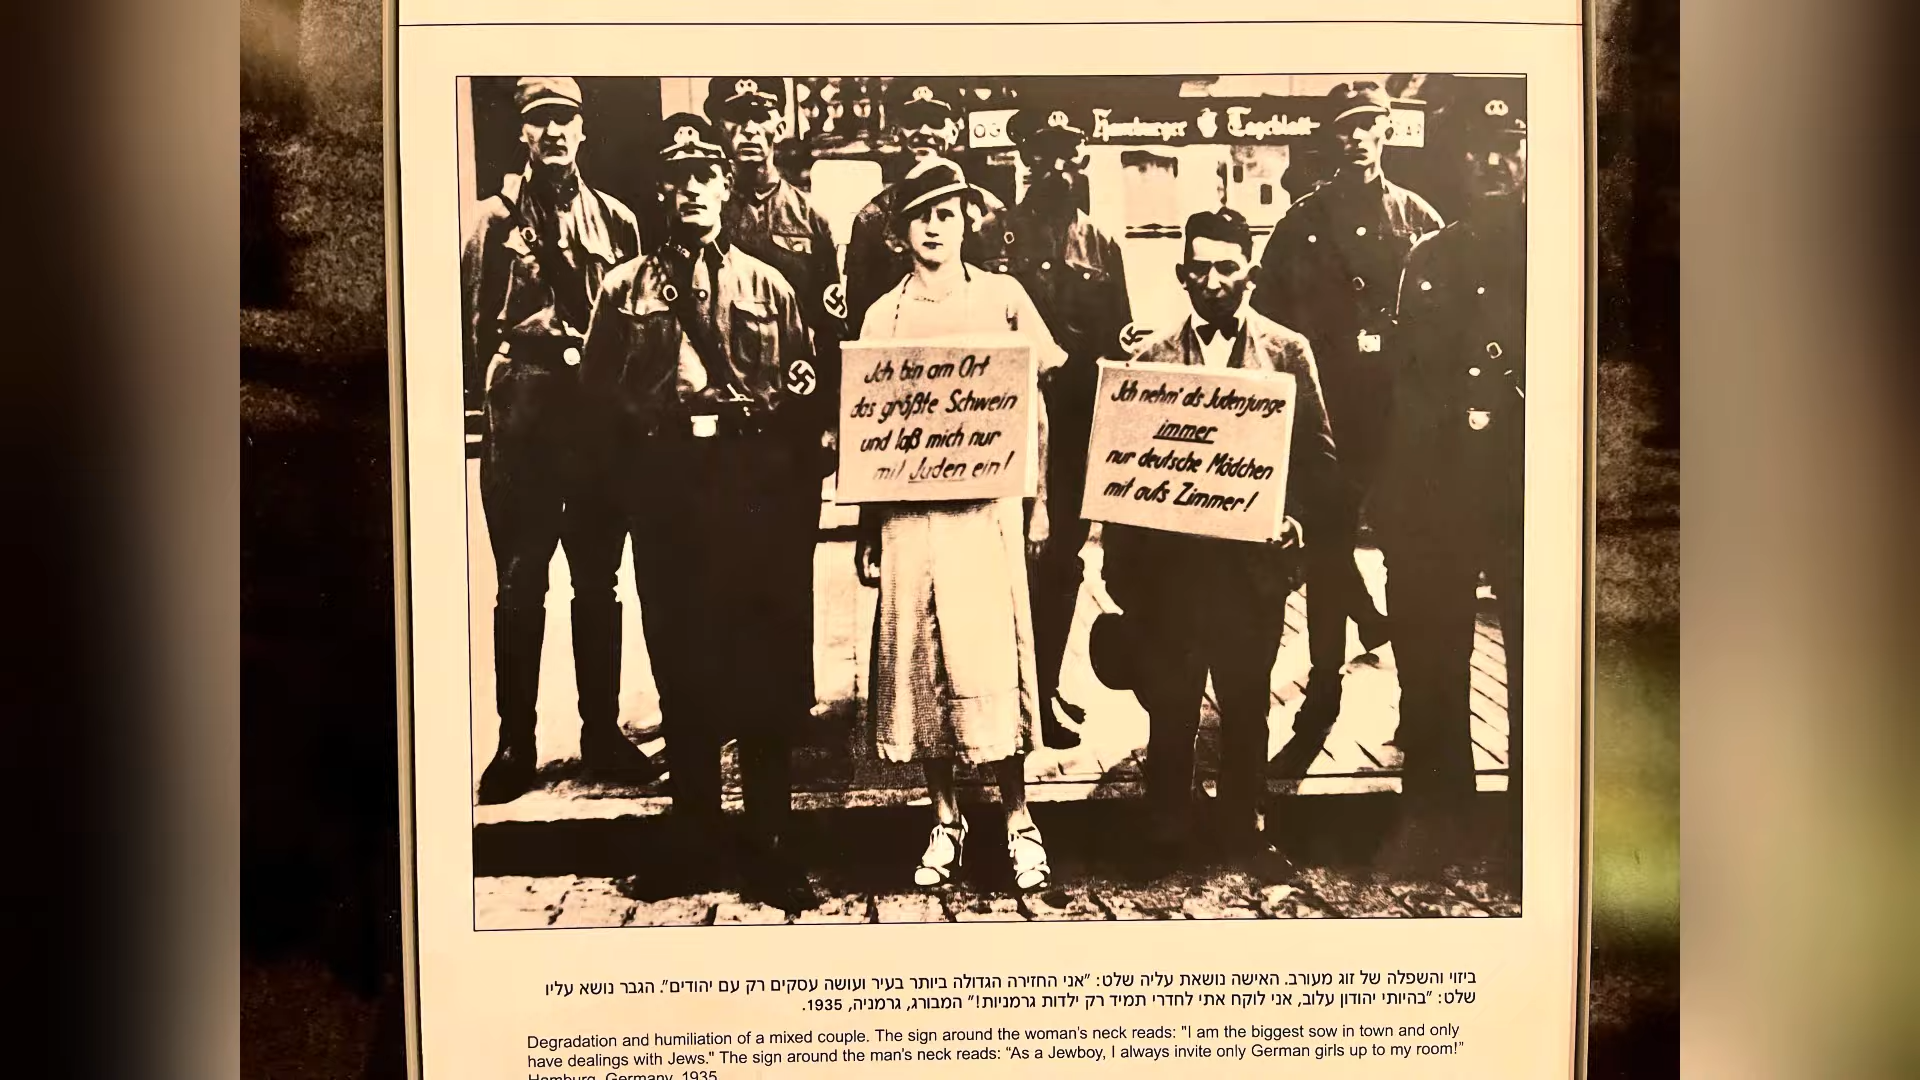 Hamburger Tageblatt
Ich bin am Ort
das größte Schwein
und laß mich nur
mit Juden ein!
Ich nehm' als Judenjunge
immer
nur deutsche Mädchen
mit aufs Zimmer!
ביזוי והשפלה של זוג מעורב. האישה נושאת עליה שלט: "אני החזירה הגדולה ביותר בעיר ועושה עסקים רק עם יהודים". הגבר נושא עליו
שלט: "בהיותי יהודון עלוב, אני לוקח אתי לחדרי תמיד רק ילדות גרמניות!" המבורג, גרמניה, 1935.
Degradation and humiliation of a mixed couple. The sign around the woman's neck reads: "I am the biggest sow in town and only
have dealings with Jews." The sign around the man's neck reads: "As a Jewboy, I always invite only German girls up to my room!"
Hamburg, Germany, 1935